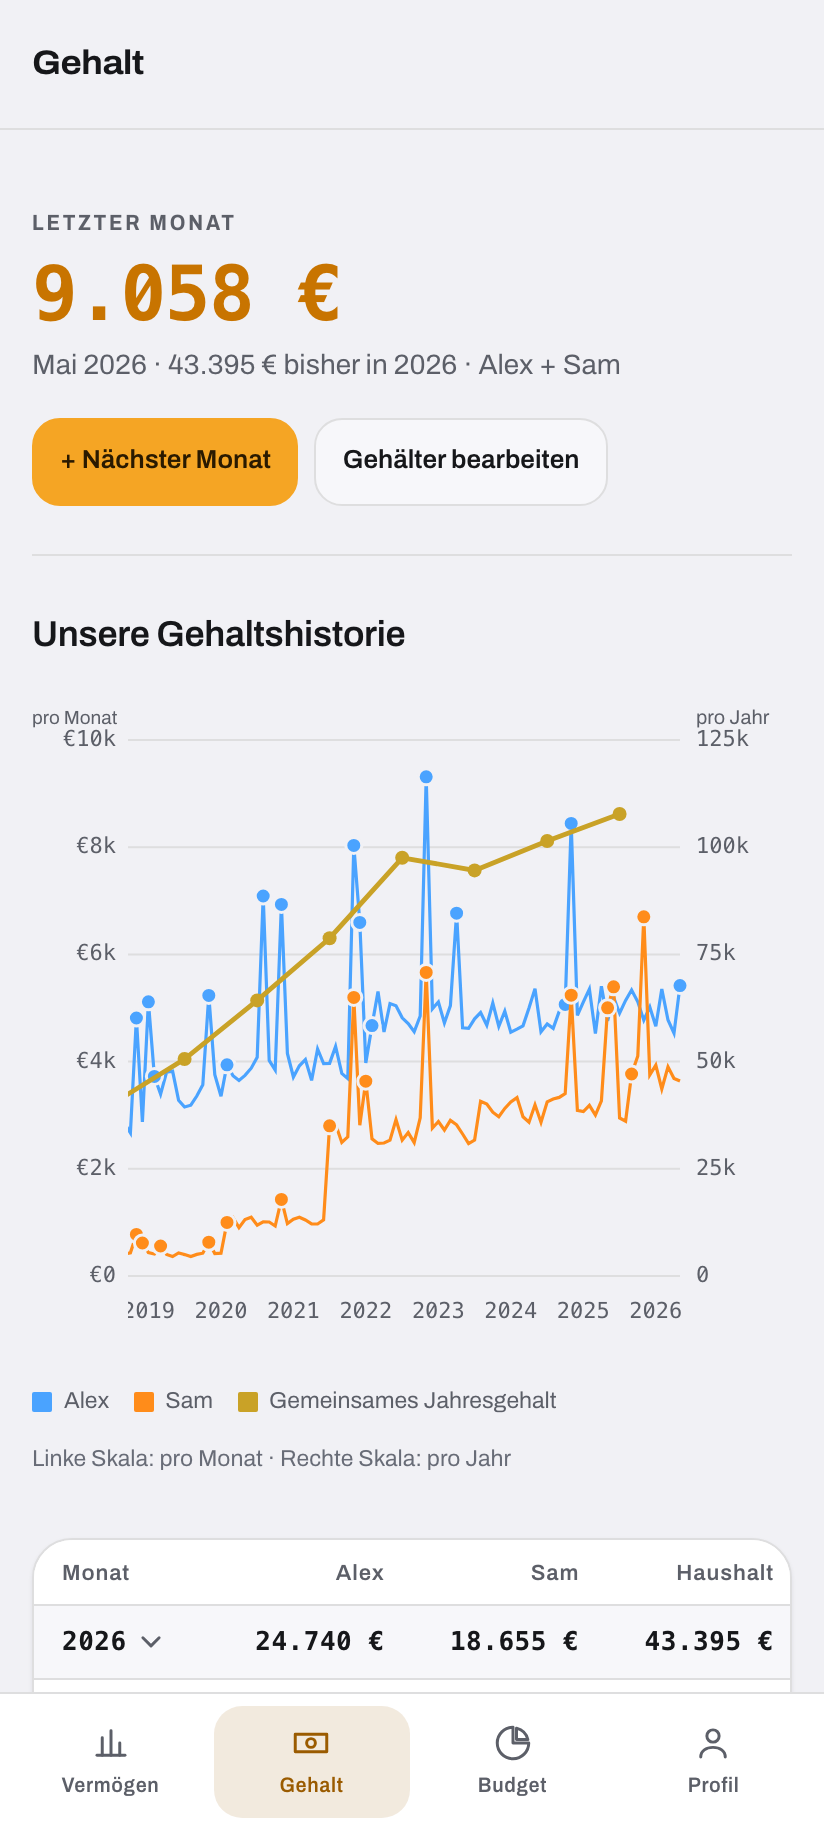 Gehalt
LETZTER MONAT
9.058 €
Mai 2026 · 43.395 € bisher in 2026 · Alex + Sam
+ Nächster Monat
Gehälter bearbeiten
Unsere Gehaltshistorie
pro Monat
pro Jahr
€10k
125k
€8k
100k
€6k
75k
€4k
50k
€2k
25k
€0
0
2019 2020 2021 2022 2023 2024 2025 2026
Alex Sam Gemeinsames Jahresgehalt
Linke Skala: pro Monat · Rechte Skala: pro Jahr
Monat Alex Sam Haushalt
2026 24.740 € 18.655 € 43.395 €
Vermögen Gehalt Budget Profil